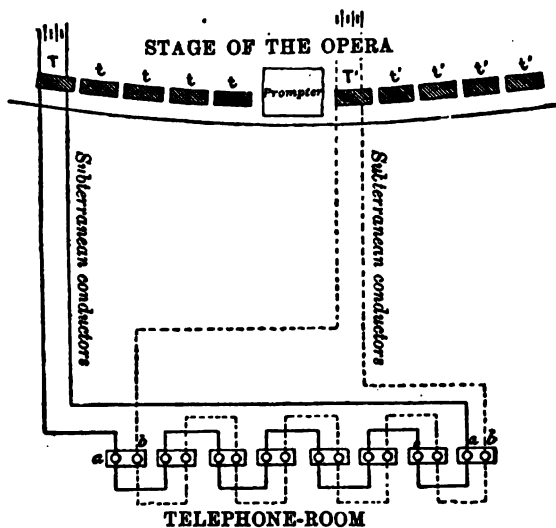 STAGE OF THE OPERA
T t t t t Prompter T' t' t' t' t'
Subterranean conductors
Subterranean conductors
a b a b
TELEPHONE-ROOM